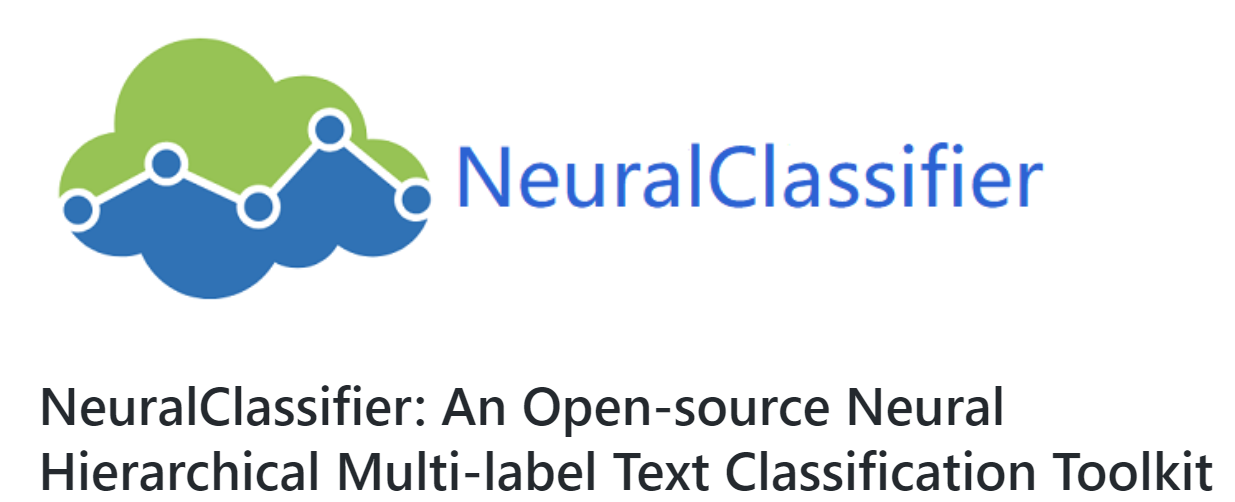 NeuralClassifier
NeuralClassifier: An Open-source Neural
Hierarchical Multi-label Text Classification Toolkit